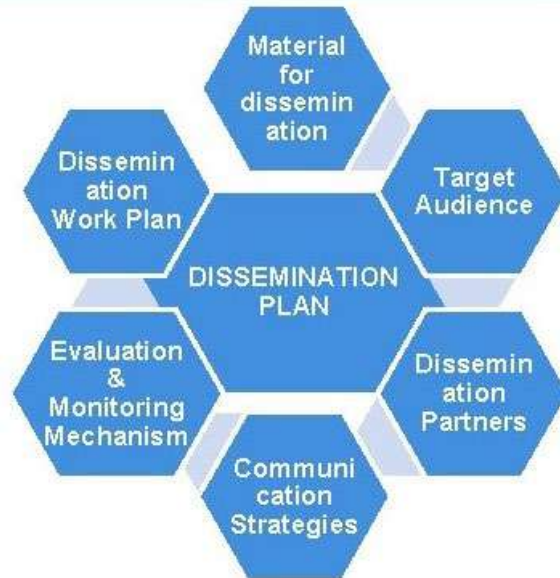 Material
for
dissemin
ation
Target
Audience
Dissemin
ation
Partners
Communi
cation
Strategies
Evaluation
&
Monitoring
Mechanism
Dissemin
ation
Work Plan
DISSEMINATION
PLAN